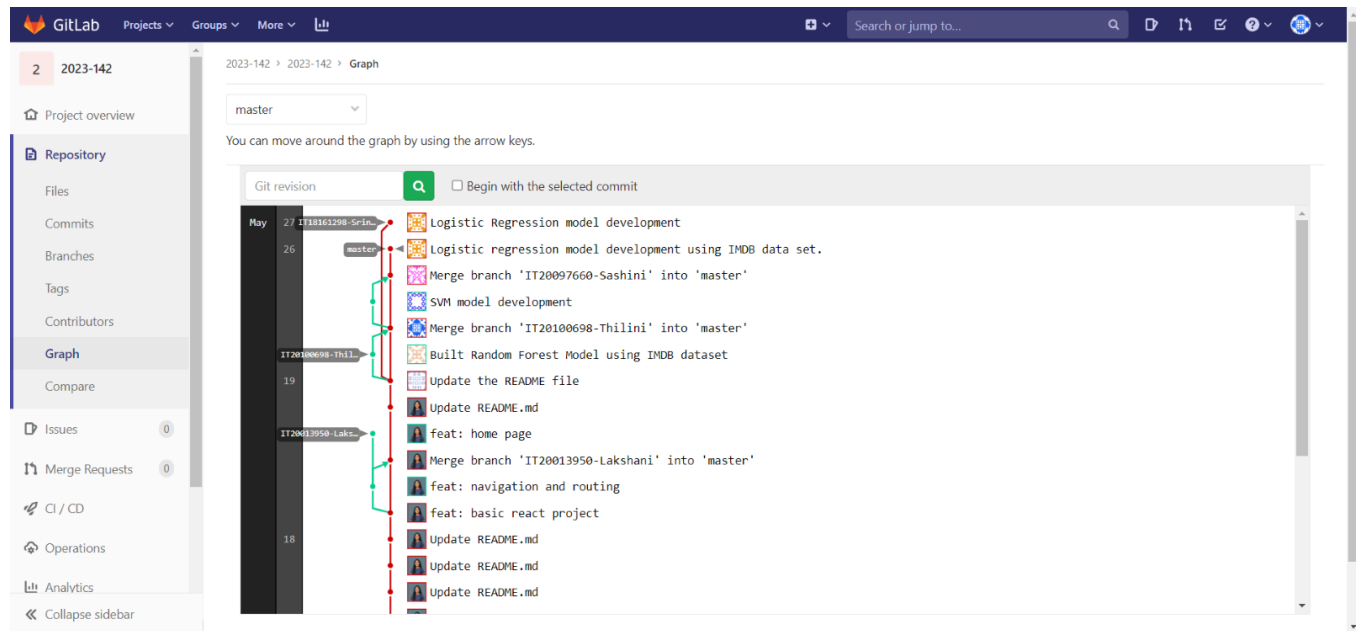 GitLab Projects Groups More Search or jump to...
2 2023-142
Project overview
Repository
Files
Commits
Branches
Tags
Contributors
Graph
Compare
Issues 0
Merge Requests 0
CI / CD
Operations
Analytics
Collapse sidebar
2023-142 > 2023-142 > Graph
master
You can move around the graph by using the arrow keys.
Git revision Begin with the selected commit
May 27 IT18161298-Srin… Logistic Regression model development
26 master Logistic regression model development using IMDB data set.
Merge branch 'IT20097660-Sashini' into 'master'
SVM model development
Merge branch 'IT20100698-Thilini' into 'master'
IT20100698-Thil… Built Random Forest Model using IMDB dataset
19 Update the README file
Update README.md
IT20013950-Laks… feat: home page
Merge branch 'IT20013950-Lakshani' into 'master'
feat: navigation and routing
feat: basic react project
18 Update README.md
Update README.md
Update README.md